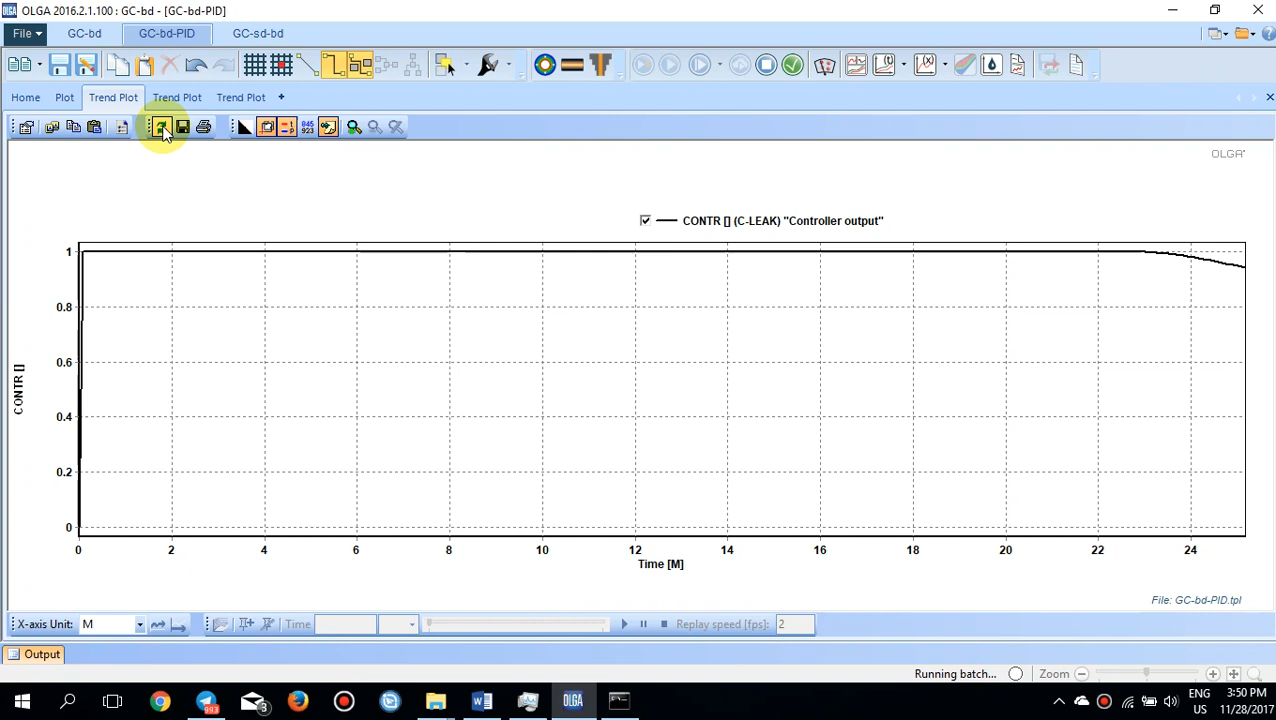 OLGA 2016.2.1.100 : GC-bd - [GC-bd-PID]
File GC-bd GC-bd-PID GC-sd-bd
Home Plot Trend Plot Trend Plot Trend Plot +
845
923
OLGA
CONTR [] (C-LEAK) "Controller output"
1
0.8
0.6
0.4
0.2
0
CONTR []
0 2 4 6 8 10 12 14 16 18 20 22 24
Time [M]
File: GC-bd-PID.tpl
X-axis Unit: M Time Replay speed [fps]: 2
Output
Running batch... Zoom
993 3 ENG 3:50 PM
US 11/28/2017